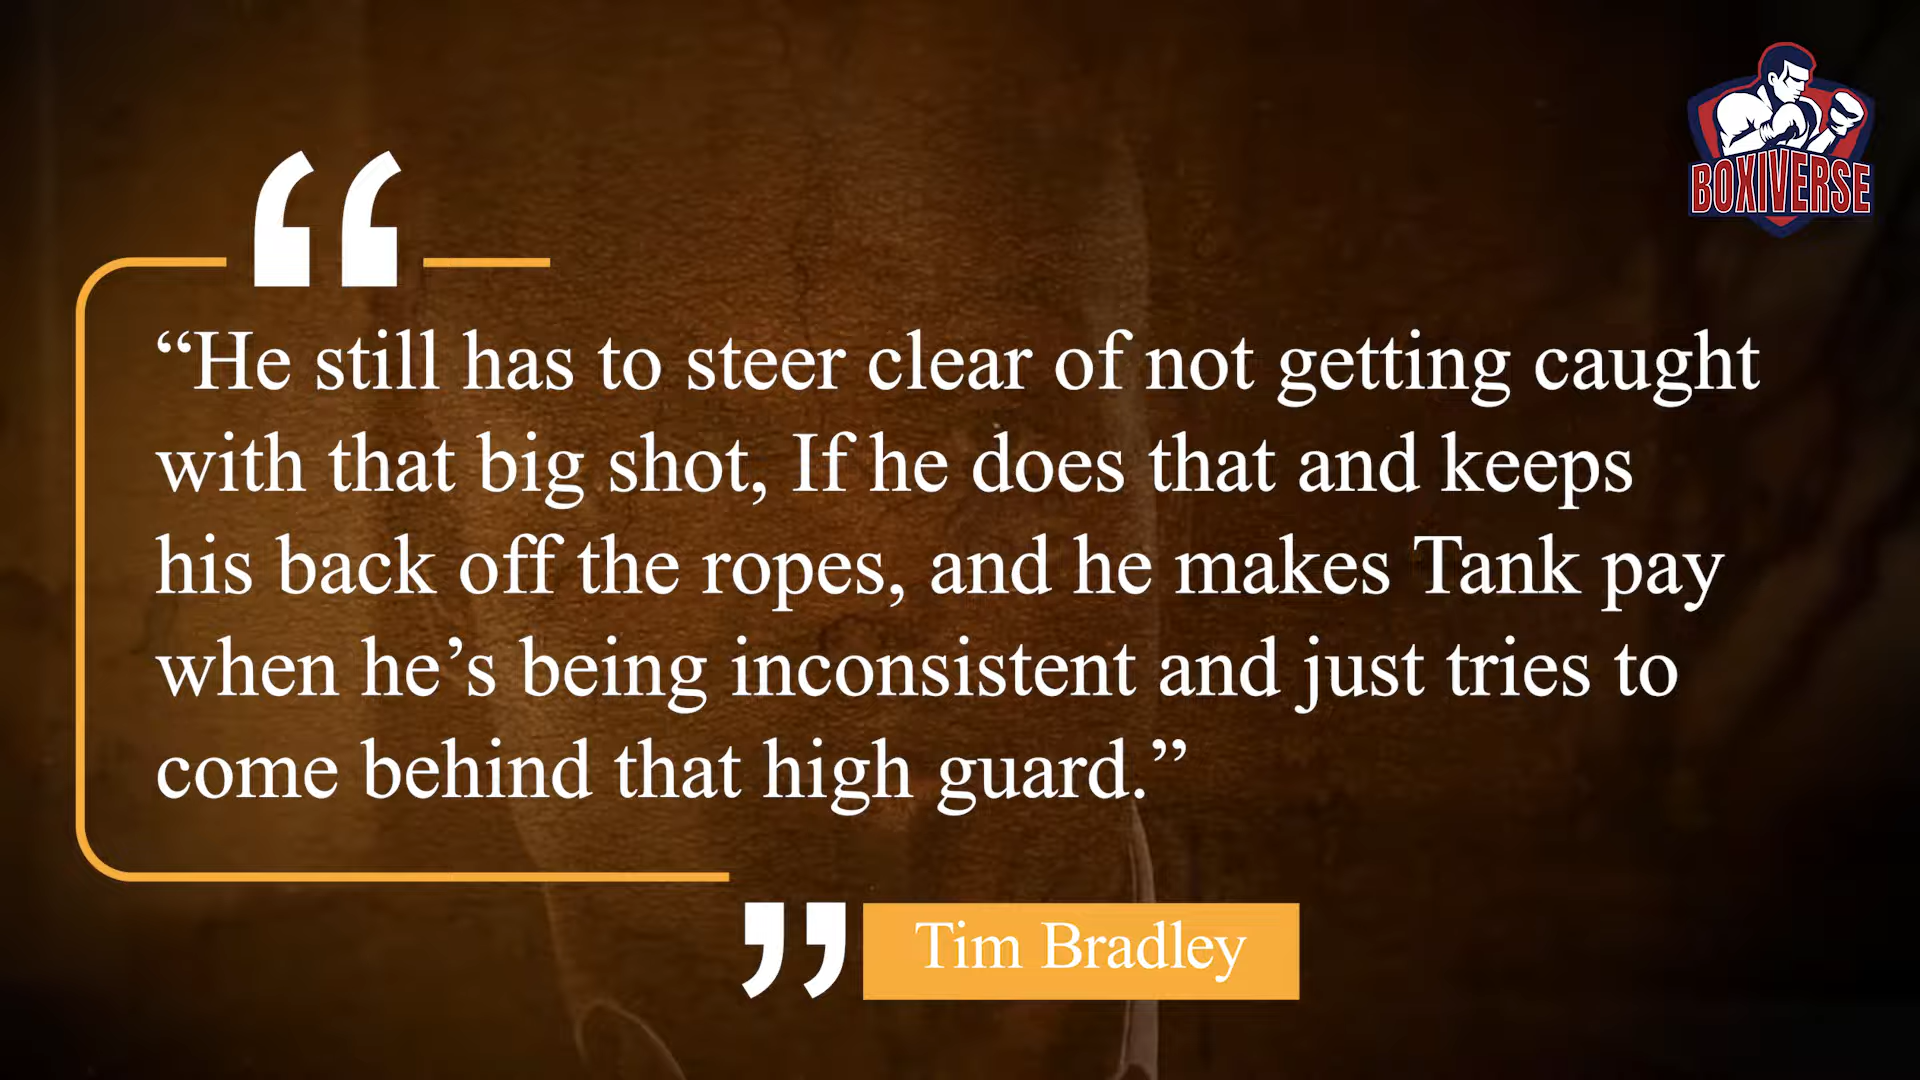 BOXIVERSE
“He still has to steer clear of not getting caught
with that big shot, If he does that and keeps
his back off the ropes, and he makes Tank pay
when he’s being inconsistent and just tries to
come behind that high guard.”
Tim Bradley